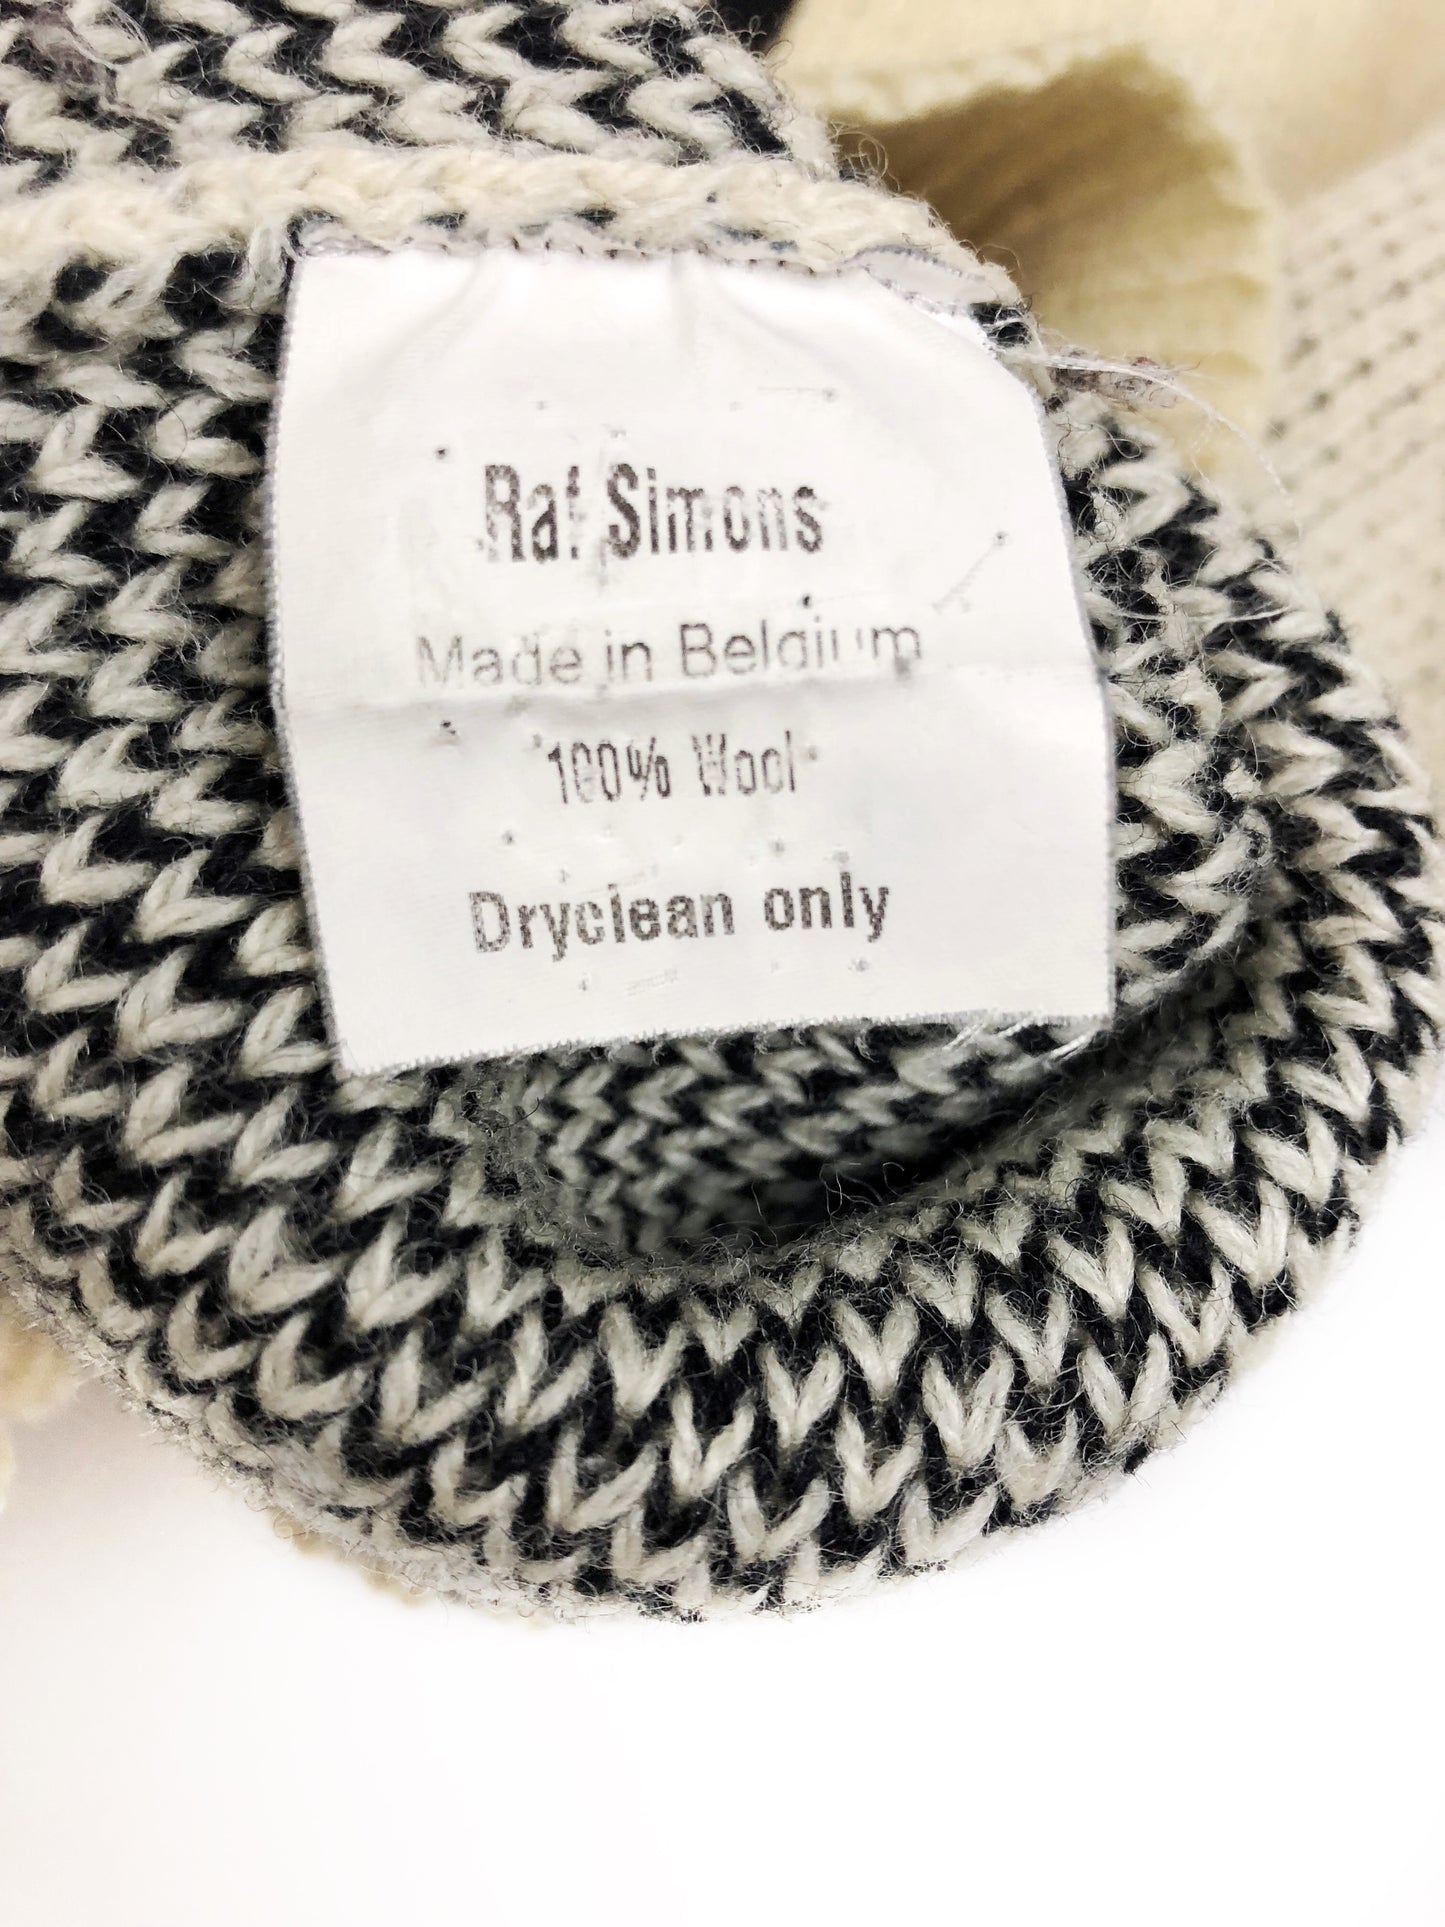 Raf Simons
Made in Belgium
100% Wool
Dryclean only